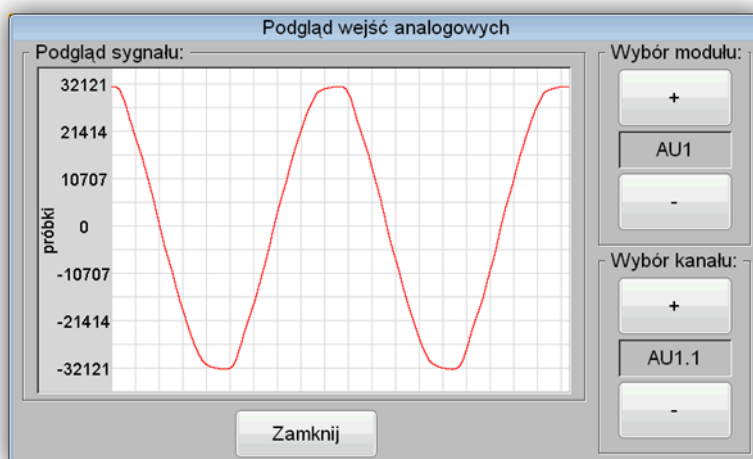 Podgląd wejść analogowych
Podgląd sygnału:
32121
21414
10707
0
-10707
-21414
-32121
próbki
Zamknij
Wybór modułu:
+
AU1
-
Wybór kanału:
+
AU1.1
-